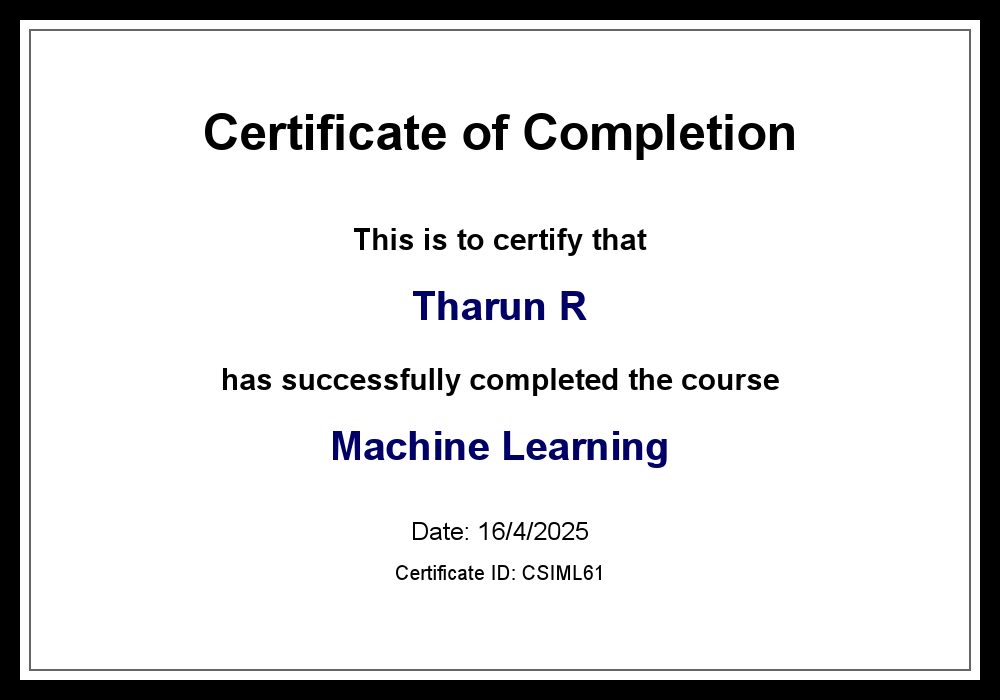 Certificate of Completion
This is to certify that
Tharun R
has successfully completed the course
Machine Learning
Date: 16/4/2025
Certificate ID: CSIML61